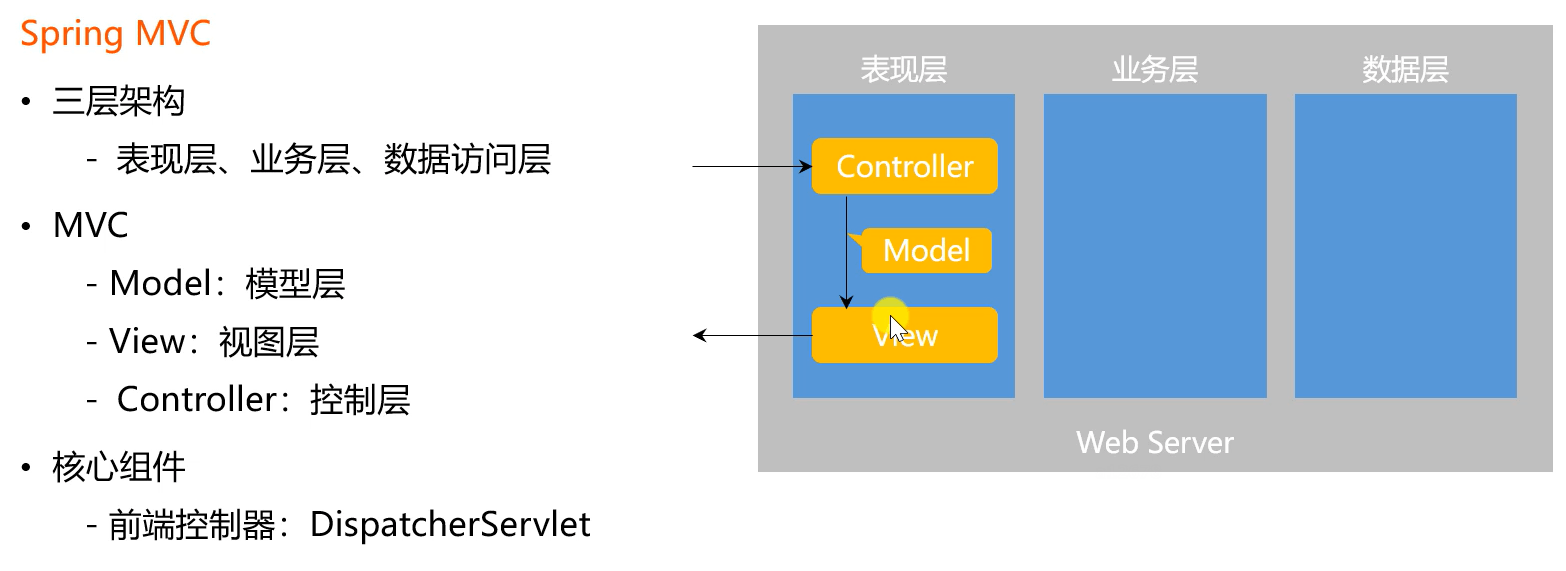 Spring MVC
• 三层架构
- 表现层、业务层、数据访问层
• MVC
- Model：模型层
- View：视图层
- Controller：控制层
• 核心组件
- 前端控制器：DispatcherServlet
表现层 业务层 数据层
Controller
Model
View
Web Server